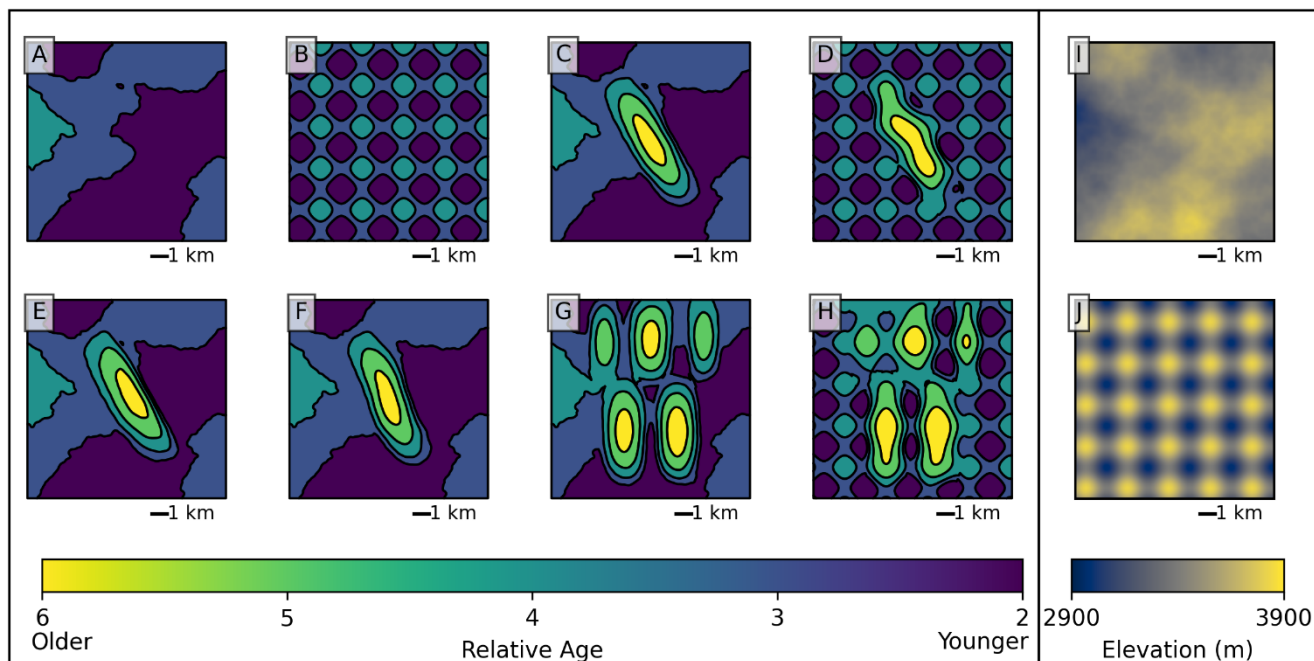 A B C D I
1 km 1 km 1 km 1 km 1 km
E F G H J
1 km 1 km 1 km 1 km 1 km
6 5 4 3 2 2900 3900
Older Relative Age Younger Elevation (m)